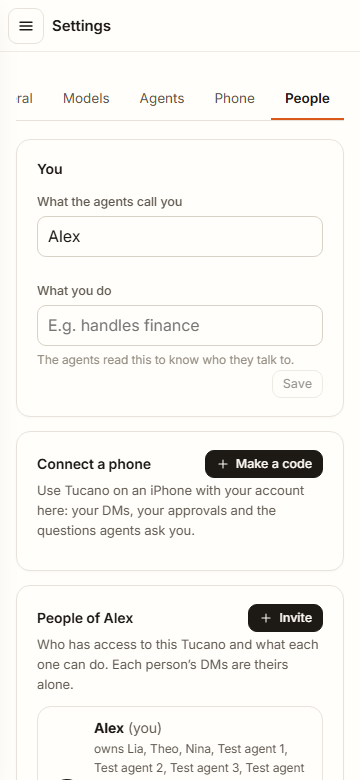 Settings
ral
Models
Agents
Phone
People
You
What the agents call you
Alex
What you do
E.g. handles finance
The agents read this to know who they talk to.
Save
Connect a phone
+ Make a code
Use Tucano on an iPhone with your account
here: your DMs, your approvals and the
questions agents ask you.
People of Alex
+ Invite
Who has access to this Tucano and what each
one can do. Each person’s DMs are theirs
alone.
Alex (you)
owns Lia, Theo, Nina, Test agent 1,
Test agent 2, Test agent 3, Test agent